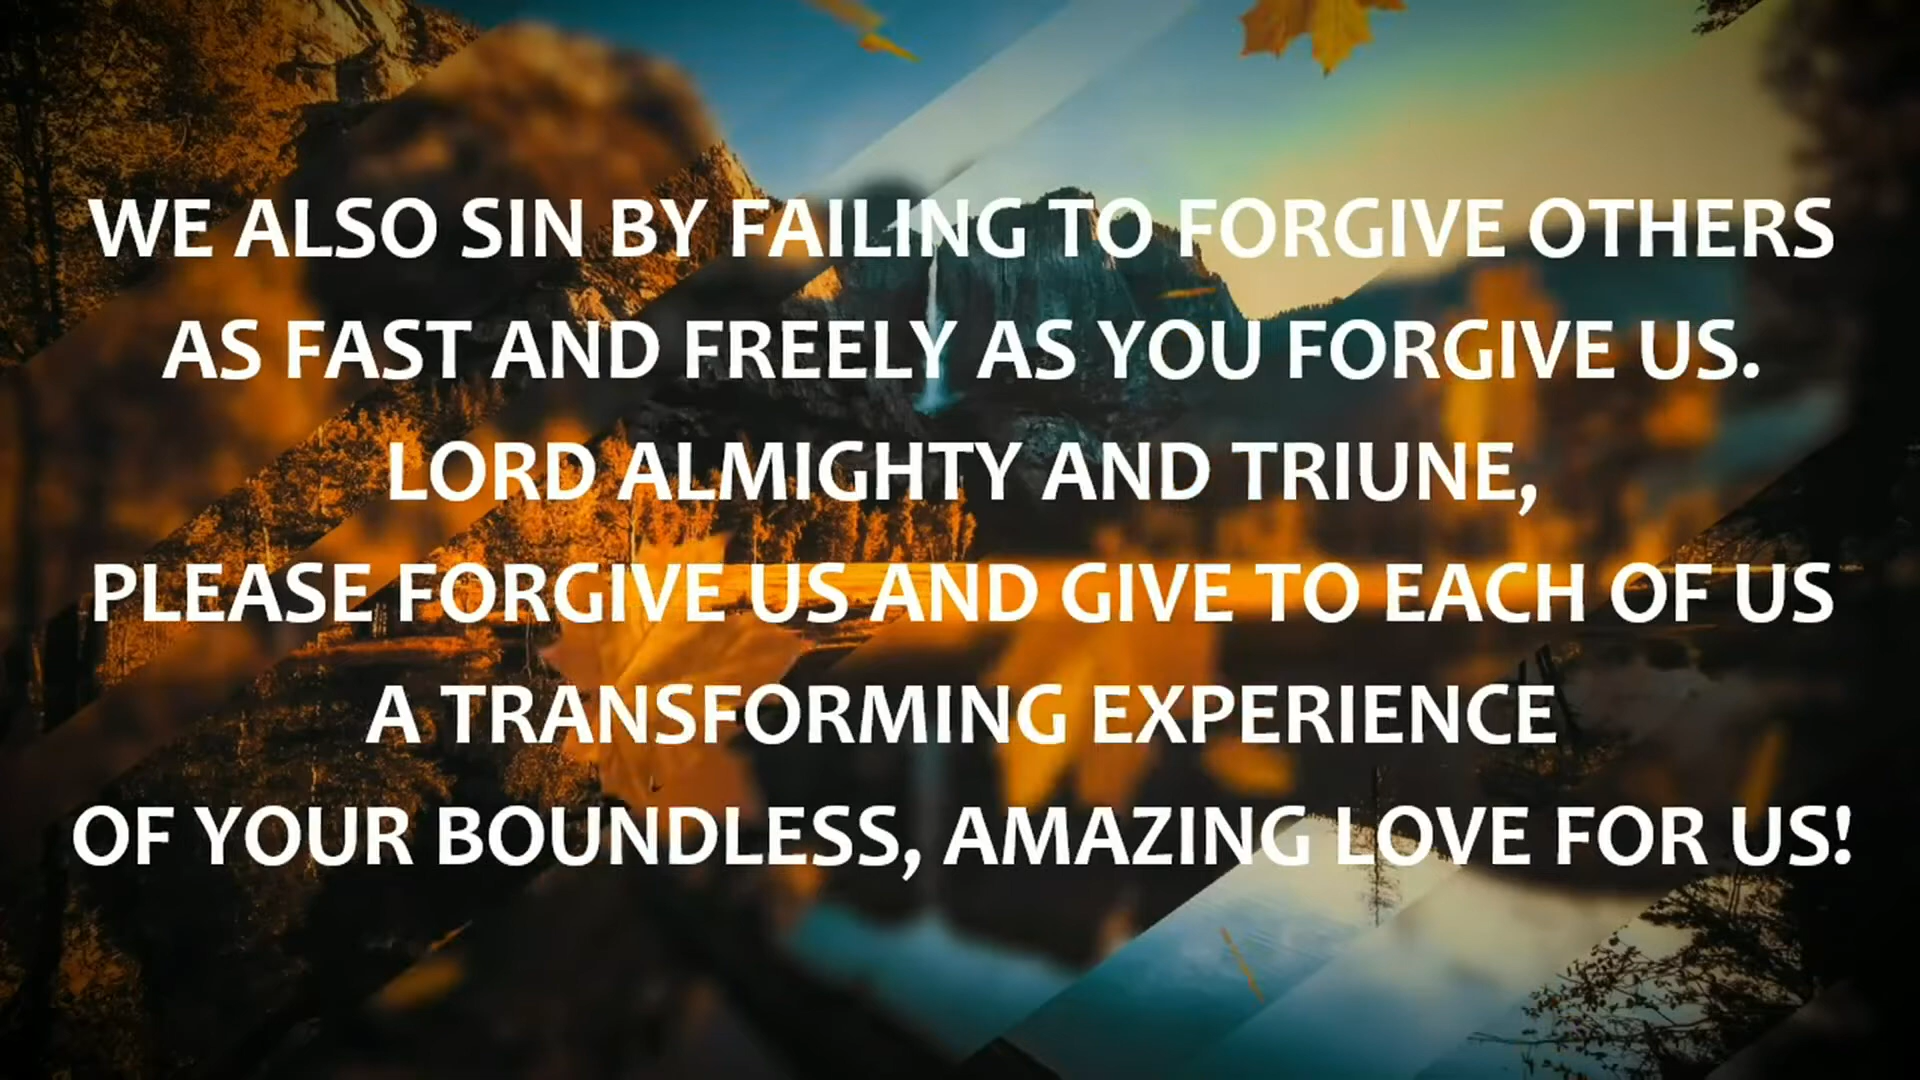 WE ALSO SIN BY FAILING TO FORGIVE OTHERS
AS FAST AND FREELY AS YOU FORGIVE US.
LORD ALMIGHTY AND TRIUNE,
PLEASE FORGIVE US AND GIVE TO EACH OF US
A TRANSFORMING EXPERIENCE
OF YOUR BOUNDLESS, AMAZING LOVE FOR US!